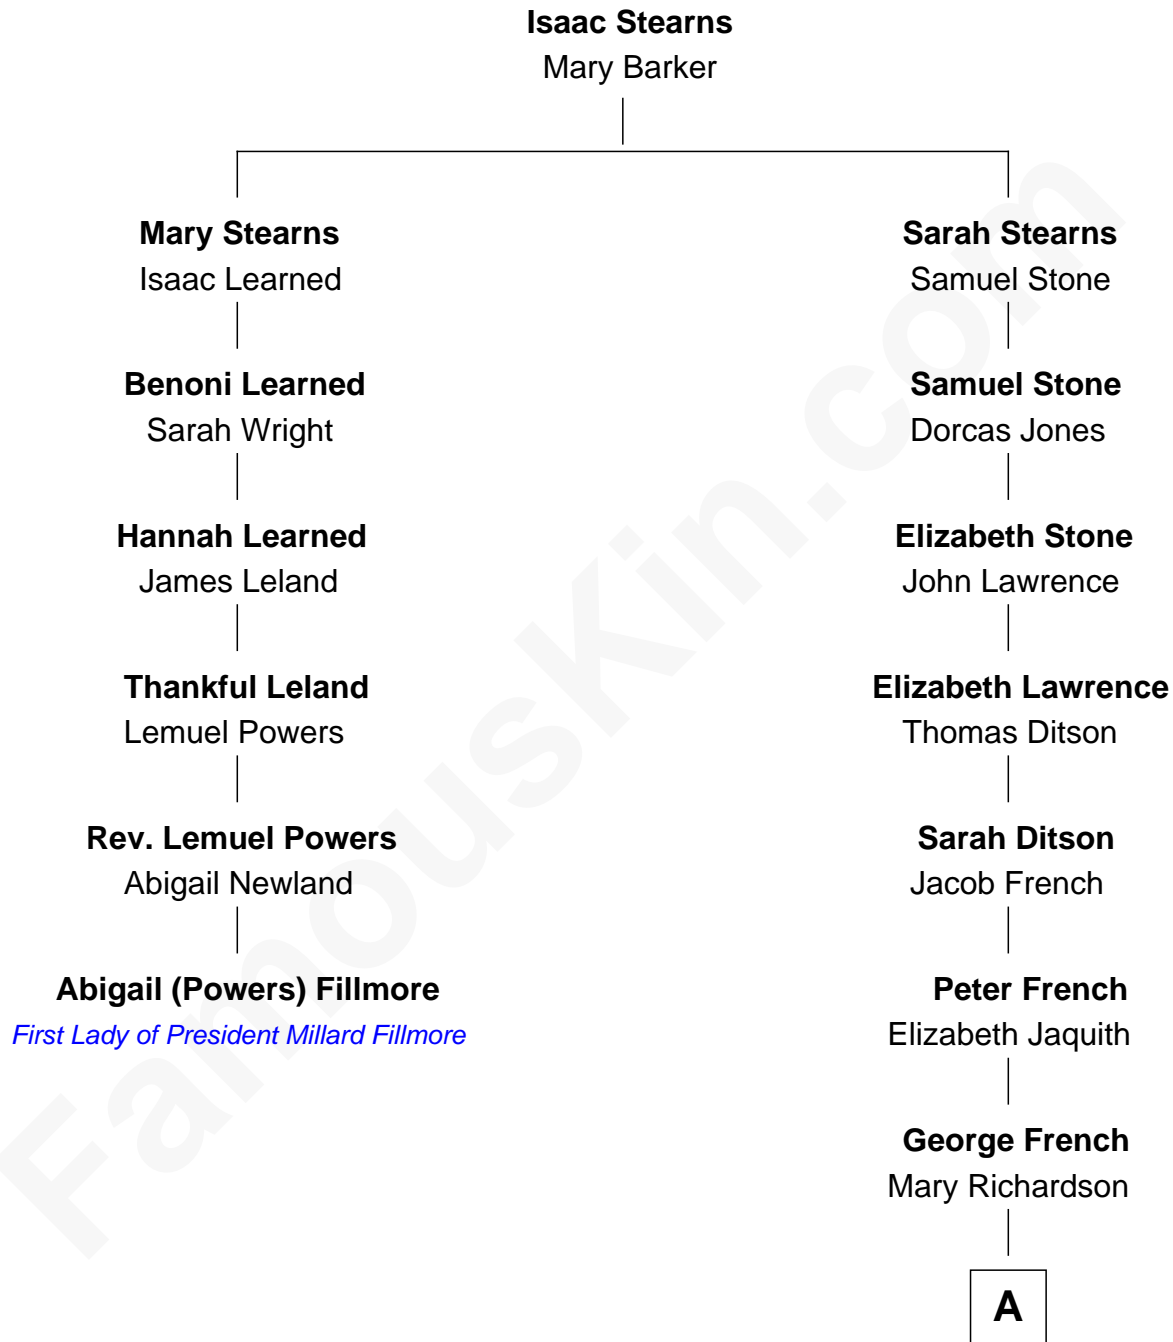 Isaac Stearns
Mary Barker
Mary Stearns
Isaac Learned
Benoni Learned
Sarah Wright
Hannah Learned
James Leland
Thankful Leland
Lemuel Powers
Rev. Lemuel Powers
Abigail Newland
Abigail (Powers) Fillmore
First Lady of President Millard Fillmore
Sarah Stearns
Samuel Stone
Samuel Stone
Dorcas Jones
Elizabeth Stone
John Lawrence
Elizabeth Lawrence
Thomas Ditson
Sarah Ditson
Jacob French
Peter French
Elizabeth Jaquith
George French
Mary Richardson
A
FamousKin.com